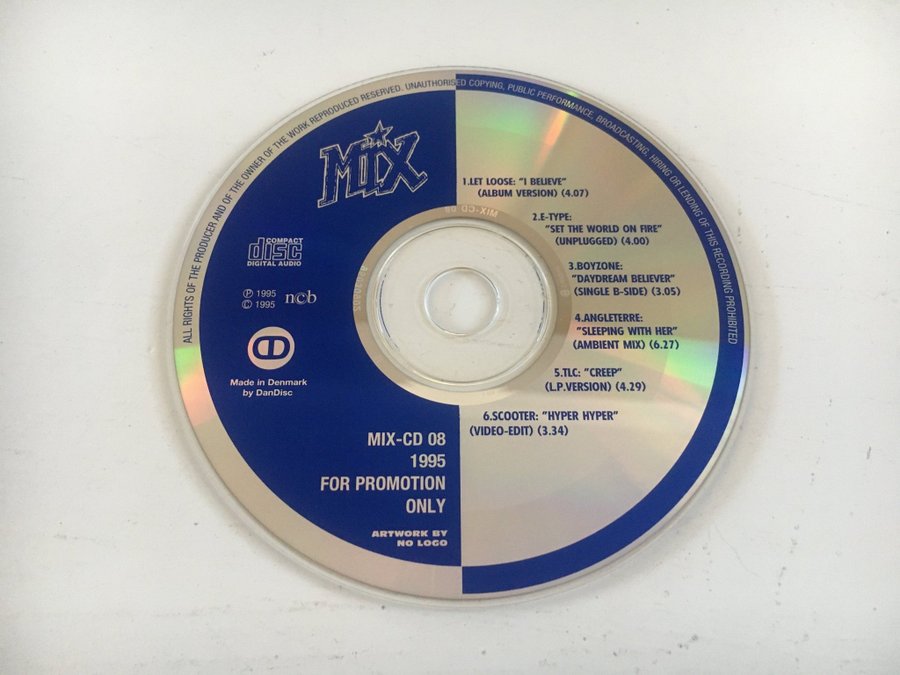 ALL RIGHTS OF THE PRODUCER AND OF THE OWNER OF THE WORK REPRODUCED RESERVED. UNAUTHORISED COPYING, PUBLIC PERFORMANCE, BROADCASTING, HIRING OR LENDING OF THIS RECORDING PROHIBITED
MIX
1.LET LOOSE: "I BELIEVE"
(ALBUM VERSION) (4.07)
MIX-CD 08
2.E-TYPE:
"SET THE WORLD ON FIRE"
(UNPLUGGED) (4.00)
COMPACT
disc
DIGITAL AUDIO
3.BOYZONE:
"DAYDREAM BELIEVER"
(SINGLE B-SIDE) (3.05)
℗ 1995
© 1995
ncb
4.ANGLETERRE:
"SLEEPING WITH HER"
(AMBIENT MIX) (6.27)
Made in Denmark
by DanDisc
5.TLC: "CREEP"
(L.P.VERSION) (4.29)
6.SCOOTER: "HYPER HYPER"
(VIDEO-EDIT) (3.34)
MIX-CD 08
1995
FOR PROMOTION
ONLY
ARTWORK BY
NO LOGO